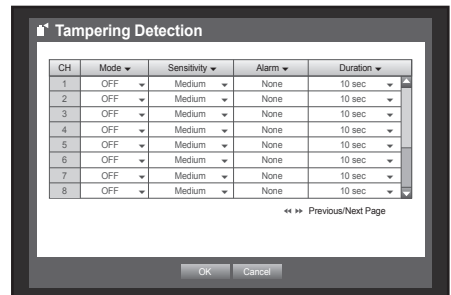 Tampering Detection
CH Mode Sensitivity Alarm Duration
1 OFF Medium None 10 sec
2 OFF Medium None 10 sec
3 OFF Medium None 10 sec
4 OFF Medium None 10 sec
5 OFF Medium None 10 sec
6 OFF Medium None 10 sec
7 OFF Medium None 10 sec
8 OFF Medium None 10 sec
Previous/Next Page
OK Cancel